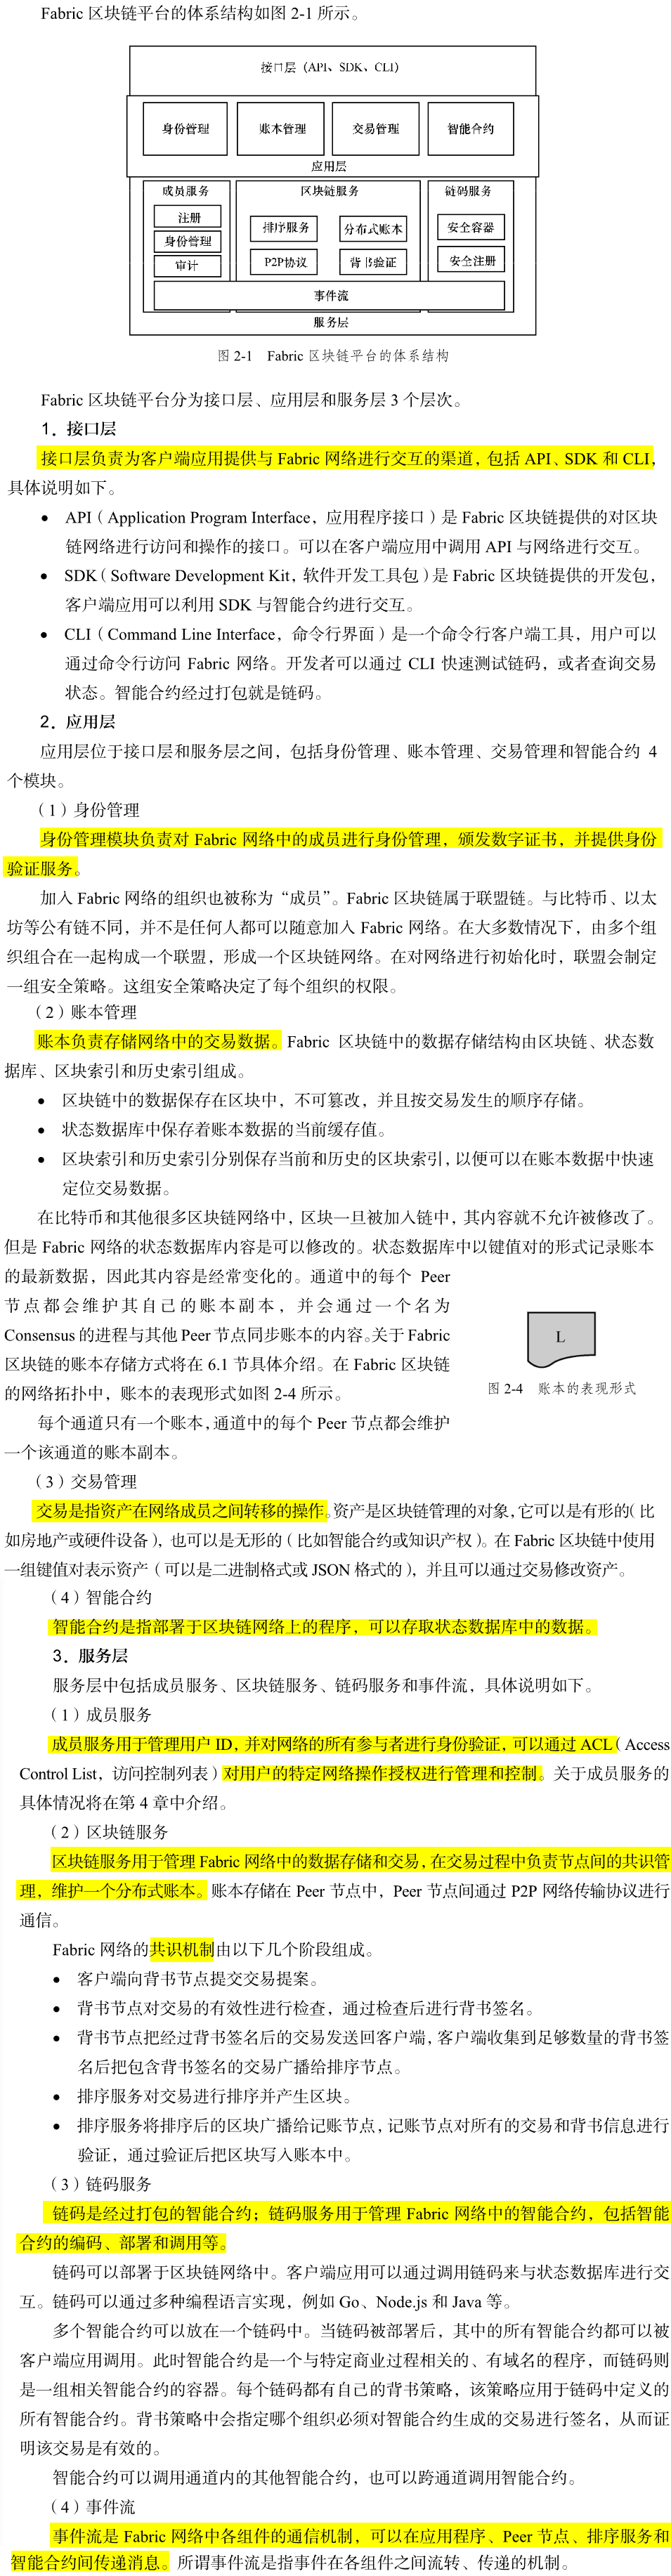 Fabric 区块链平台的体系结构如图 2-1 所示。
接口层（API、SDK、CLI）
身份管理
账本管理
交易管理
智能合约
应用层
成员服务
区块链服务
链码服务
注册
身份管理
审计
排序服务
分布式账本
P2P协议
背书验证
安全容器
安全注册
事件流
服务层
图 2-1 Fabric 区块链平台的体系结构
Fabric 区块链平台分为接口层、应用层和服务层 3 个层次。
1．接口层
接口层负责为客户端应用提供与 Fabric 网络进行交互的渠道，包括 API、SDK 和 CLI，
具体说明如下。
● API（Application Program Interface，应用程序接口）是 Fabric 区块链提供的对区块
链网络进行访问和操作的接口。可以在客户端应用中调用 API 与网络进行交互。
● SDK（Software Development Kit，软件开发工具包）是 Fabric 区块链提供的开发包，
客户端应用可以利用 SDK 与智能合约进行交互。
● CLI（Command Line Interface，命令行界面）是一个命令行客户端工具，用户可以
通过命令行访问 Fabric 网络。开发者可以通过 CLI 快速测试链码，或者查询交易
状态。智能合约经过打包就是链码。
2．应用层
应用层位于接口层和服务层之间，包括身份管理、账本管理、交易管理和智能合约 4
个模块。
（1）身份管理
身份管理模块负责对 Fabric 网络中的成员进行身份管理，颁发数字证书，并提供身份
验证服务。
加入 Fabric 网络的组织也被称为“成员”。Fabric 区块链属于联盟链。与比特币、以太
坊等公有链不同，并不是任何人都可以随意加入 Fabric 网络。在大多数情况下，由多个组
织组合在一起构成一个联盟，形成一个区块链网络。在对网络进行初始化时，联盟会制定
一组安全策略。这组安全策略决定了每个组织的权限。
（2）账本管理
账本负责存储网络中的交易数据。Fabric 区块链中的数据存储结构由区块链、状态数
据库、区块索引和历史索引组成。
● 区块链中的数据保存在区块中，不可篡改，并且按交易发生的顺序存储。
● 状态数据库中保存着账本数据的当前缓存值。
● 区块索引和历史索引分别保存当前和历史的区块索引，以便可以在账本数据中快速
定位交易数据。
在比特币和其他很多区块链网络中，区块一旦被加入链中，其内容就不允许被修改了。
但是 Fabric 网络的状态数据库内容是可以修改的。状态数据库中以键值对的形式记录账本
的最新数据，因此其内容是经常变化的。通道中的每个 Peer
节点都会维护其自己的账本副本，并会通过一个名为
Consensus 的进程与其他 Peer 节点同步账本的内容。关于 Fabric
区块链的账本存储方式将在 6.1 节具体介绍。在 Fabric 区块链
的网络拓扑中，账本的表现形式如图 2-4 所示。
L
图 2-4 账本的表现形式
每个通道只有一个账本，通道中的每个 Peer 节点都会维护
一个该通道的账本副本。
（3）交易管理
交易是指资产在网络成员之间转移的操作。资产是区块链管理的对象，它可以是有形的（比
如房地产或硬件设备），也可以是无形的（比如智能合约或知识产权）。在 Fabric 区块链中使用
一组键值对表示资产（可以是二进制格式或 JSON 格式的），并且可以通过交易修改资产。
（4）智能合约
智能合约是指部署于区块链网络上的程序，可以存取状态数据库中的数据。
3．服务层
服务层中包括成员服务、区块链服务、链码服务和事件流，具体说明如下。
（1）成员服务
成员服务用于管理用户 ID，并对网络的所有参与者进行身份验证，可以通过 ACL（Access
Control List，访问控制列表）对用户的特定网络操作授权进行管理和控制。关于成员服务的
具体情况将在第 4 章中介绍。
（2）区块链服务
区块链服务用于管理 Fabric 网络中的数据存储和交易，在交易过程中负责节点间的共识管
理，维护一个分布式账本。账本存储在 Peer 节点中，Peer 节点间通过 P2P 网络传输协议进行
通信。
Fabric 网络的共识机制由以下几个阶段组成。
● 客户端向背书节点提交交易提案。
● 背书节点对交易的有效性进行检查，通过检查后进行背书签名。
● 背书节点把经过背书签名后的交易发送回客户端，客户端收集到足够数量的背书签
名后把包含背书签名的交易广播给排序节点。
● 排序服务对交易进行排序并产生区块。
● 排序服务将排序后的区块广播给记账节点，记账节点对所有的交易和背书信息进行
验证，通过验证后把区块写入账本中。
（3）链码服务
链码是经过打包的智能合约；链码服务用于管理 Fabric 网络中的智能合约，包括智能
合约的编码、部署和调用等。
链码可以部署于区块链网络中。客户端应用可以通过调用链码来与状态数据库进行交
互。链码可以通过多种编程语言实现，例如 Go、Node.js 和 Java 等。
多个智能合约可以放在一个链码中。当链码被部署后，其中的所有智能合约都可以被
客户端应用调用。此时智能合约是一个与特定商业过程相关的、有域名的程序，而链码则
是一组相关智能合约的容器。每个链码都有自己的背书策略，该策略应用于链码中定义的
所有智能合约。背书策略中会指定哪个组织必须对智能合约生成的交易进行签名，从而证
明该交易是有效的。
智能合约可以调用通道内的其他智能合约，也可以跨通道调用智能合约。
（4）事件流
事件流是 Fabric 网络中各组件的通信机制，可以在应用程序、Peer 节点、排序服务和
智能合约间传递消息。所谓事件流是指事件在各组件之间流转、传递的机制。